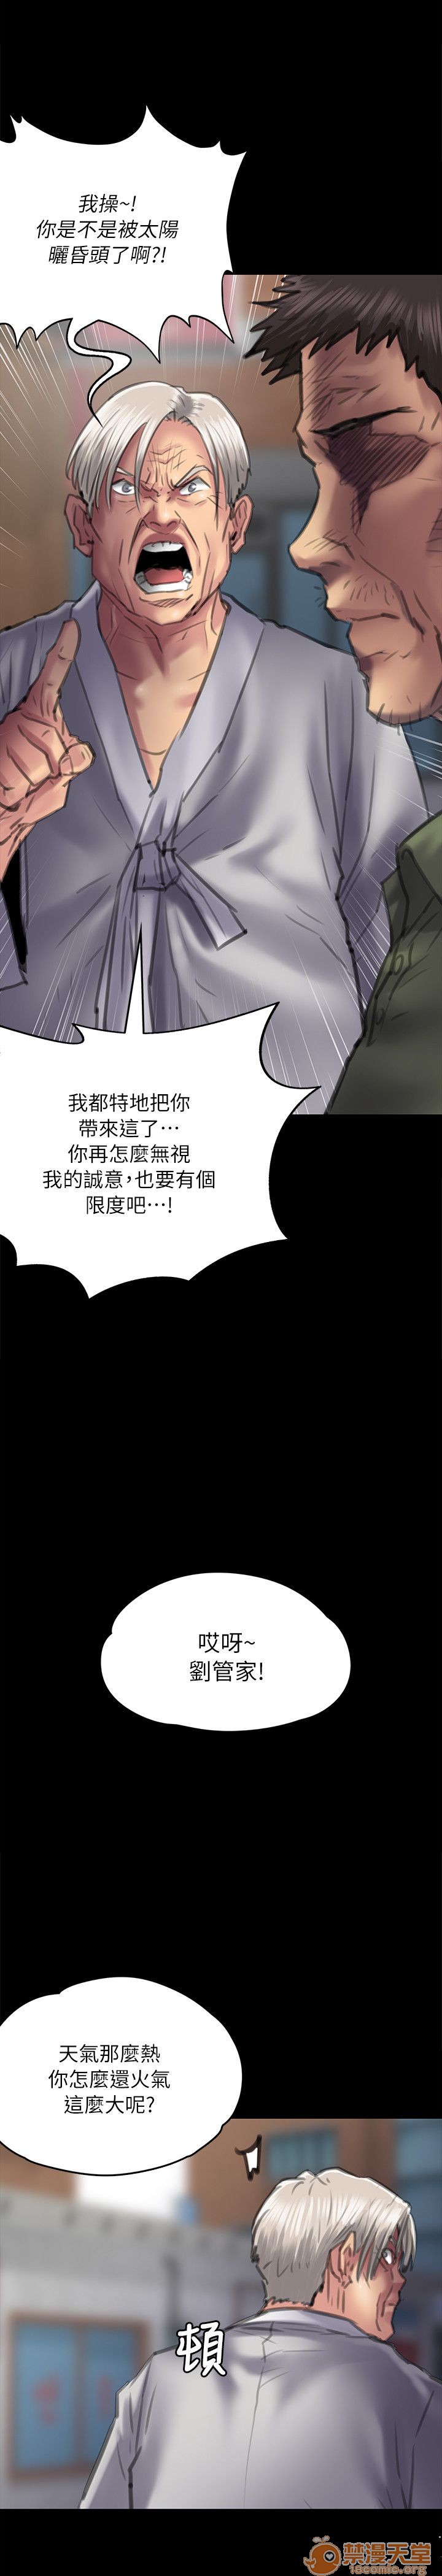 我操~!
你是不是被太陽
曬昏頭了啊?!
我都特地把你
帶來這了…
你再怎麼無視
我的誠意,也要有個
限度吧…!
哎呀~
劉管家!
天氣那麼熱
你怎麼還火氣
這麼大呢?
頓
禁漫天堂
18comic.org